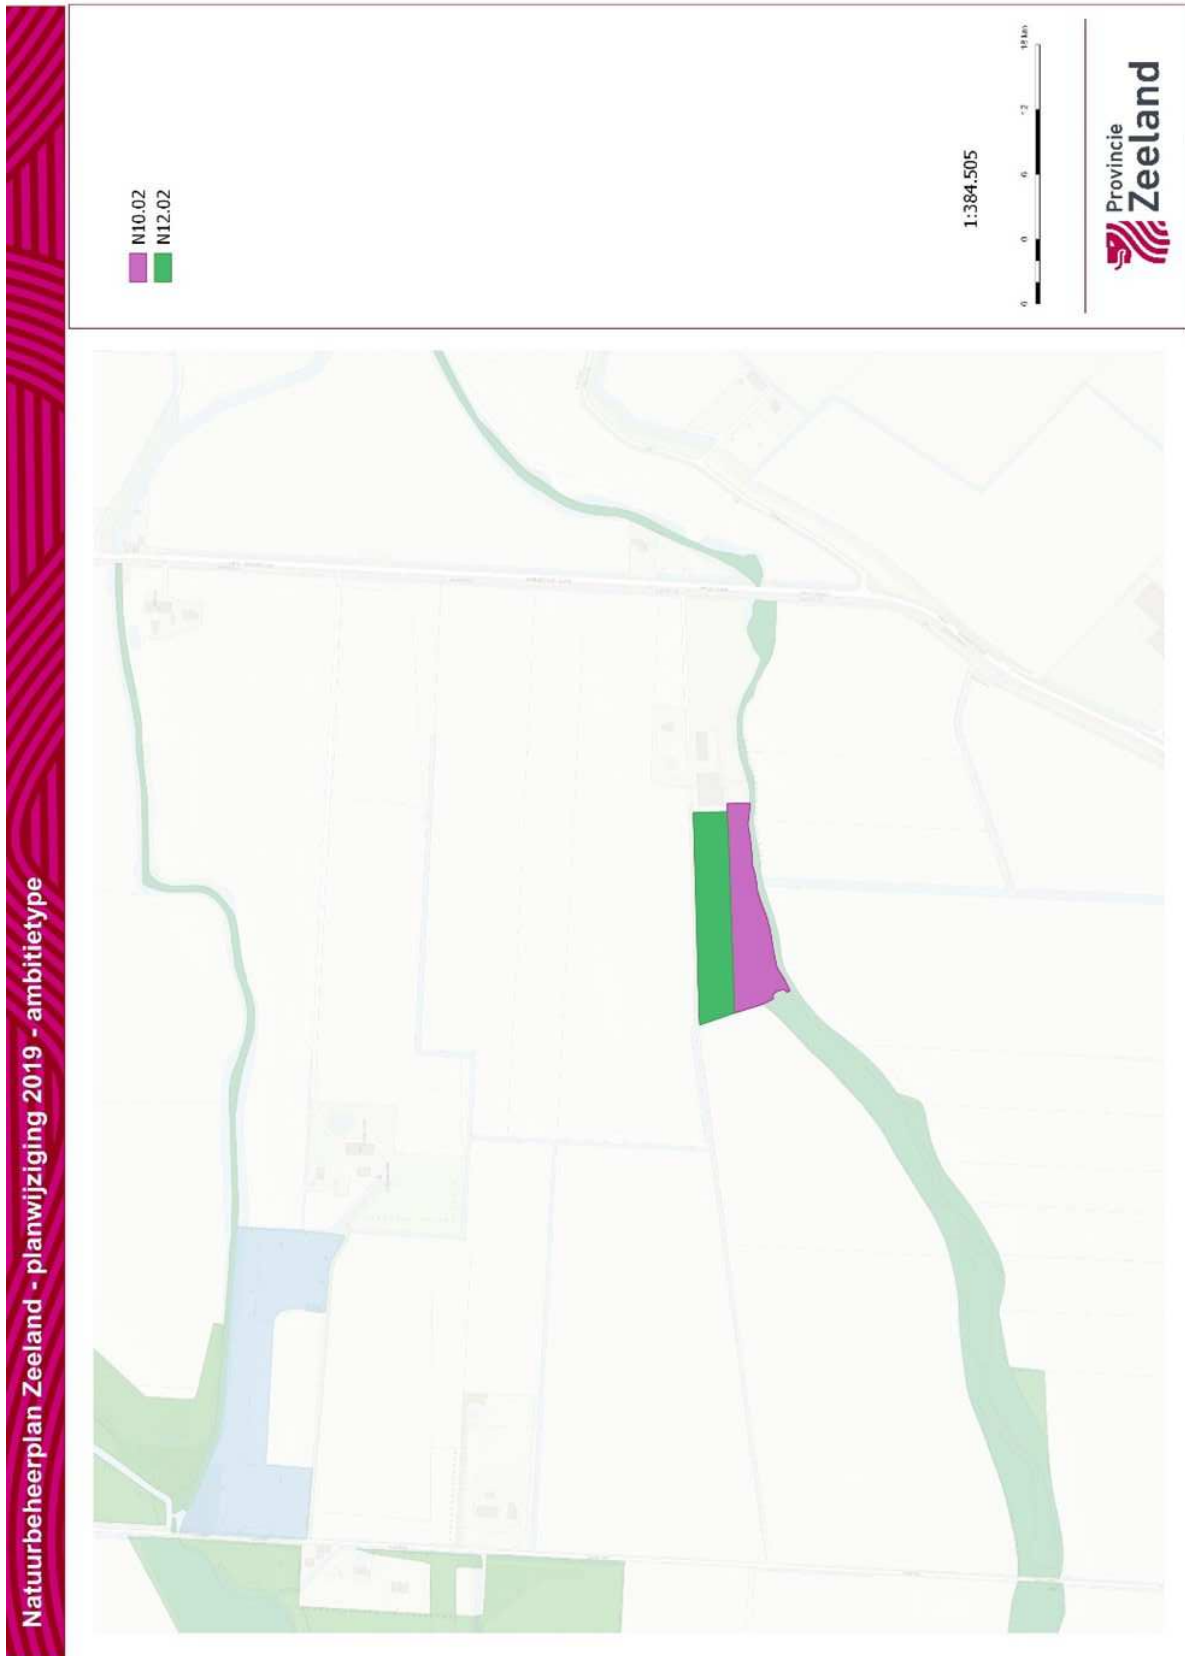 Natuurbeheerplan Zeeland - planwijziging 2019 - ambitietype
N10.02
N12.02
1:384.505
Provincie
Zeeland